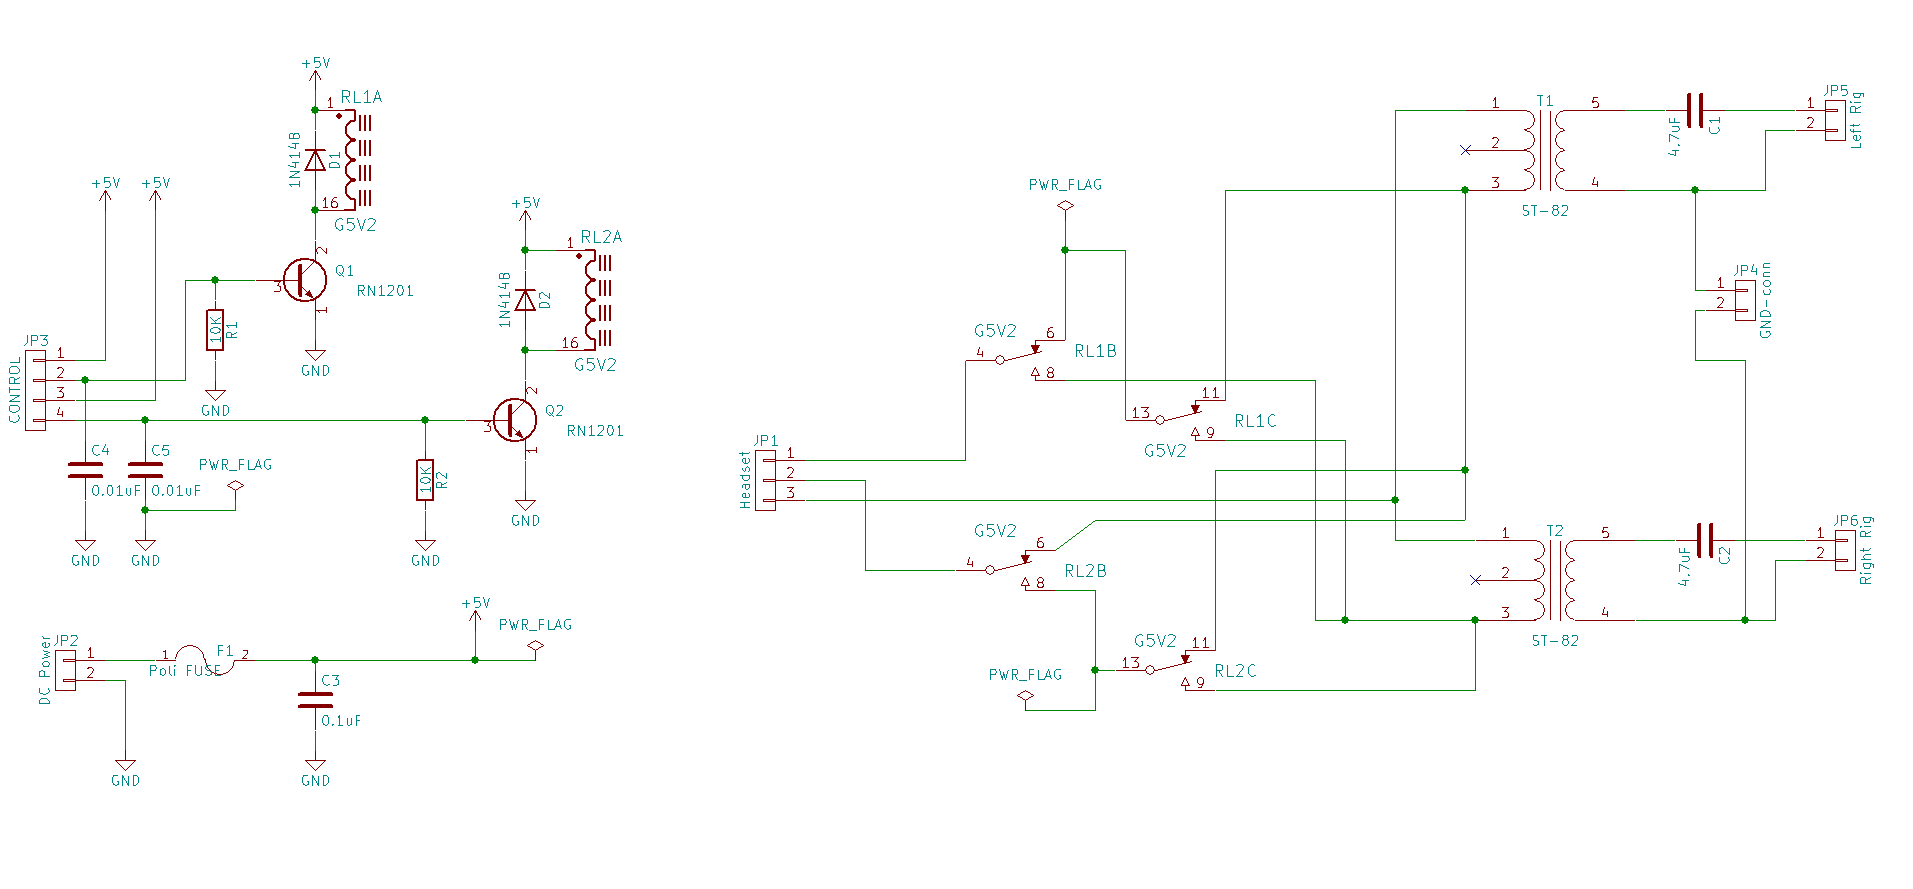 +5V
RL1A
1
1N4148
D1
16
G5V2
+5V
+5V
2
Q1
3
RN1201
1
10K
R1
GND
GND
+5V
RL2A
1
1N4148
D2
16
G5V2
2
Q2
3
RN1201
1
10K
R2
GND
GND
JP3
CONTROL
1
2
3
4
C4
0.01uF
C5
0.01uF
PWR_FLAG
GND
GND
JP2
DC Power
1
2
1
F1
2
Poli FUSE
+5V
PWR_FLAG
C3
0.1uF
GND
GND
JP1
Headset
1
2
3
PWR_FLAG
G5V2
6
4
RL1B
8
11
13
RL1C
9
G5V2
G5V2
6
4
RL2B
8
G5V2
11
13
RL2C
9
PWR_FLAG
T1
1
2
3
5
4
ST-82
4.7uF
C1
JP5
1
2
Left Rig
JP4
1
2
GND-conn
T2
1
2
3
5
4
ST-82
4.7uF
C2
JP6
1
2
Right Rig